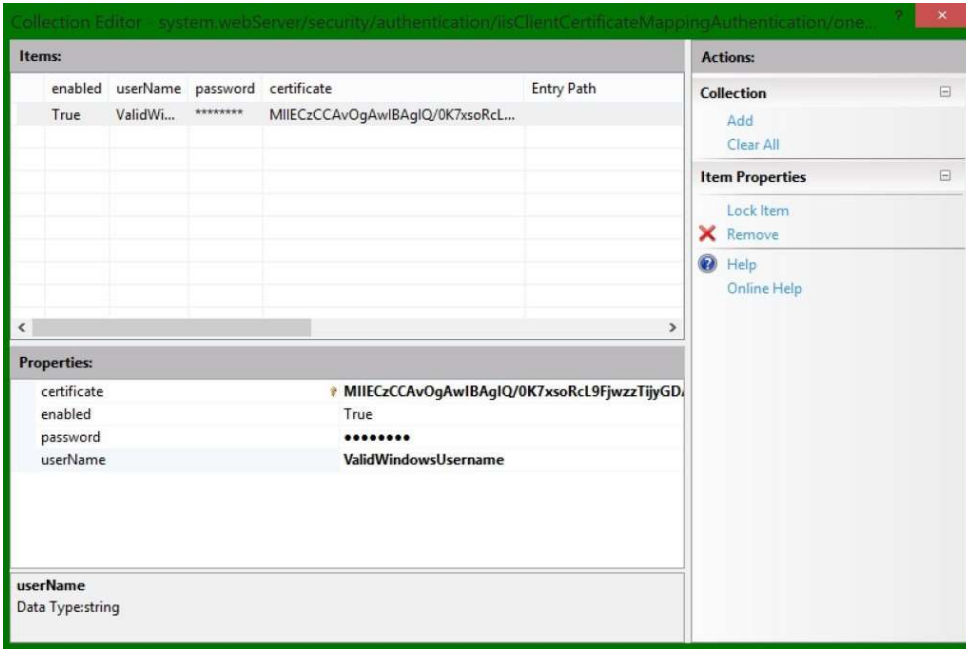 Collection Editor - system.webServer/security/authentication/iisClientCertificateMappingAuthentication/one...
Items:
enabled userName password certificate Entry Path
True ValidWi... ******** MIIECzCCAvOgAwIBAgIQ/0K7xsoRcL...
Properties:
certificate MIIECzCCAvOgAwIBAgIQ/0K7xsoRcL9FjwzzTijyGD
enabled True
password ●●●●●●●●
userName ValidWindowsUsername
userName
Data Type:string
Actions:
Collection
Add
Clear All
Item Properties
Lock Item
Remove
Help
Online Help